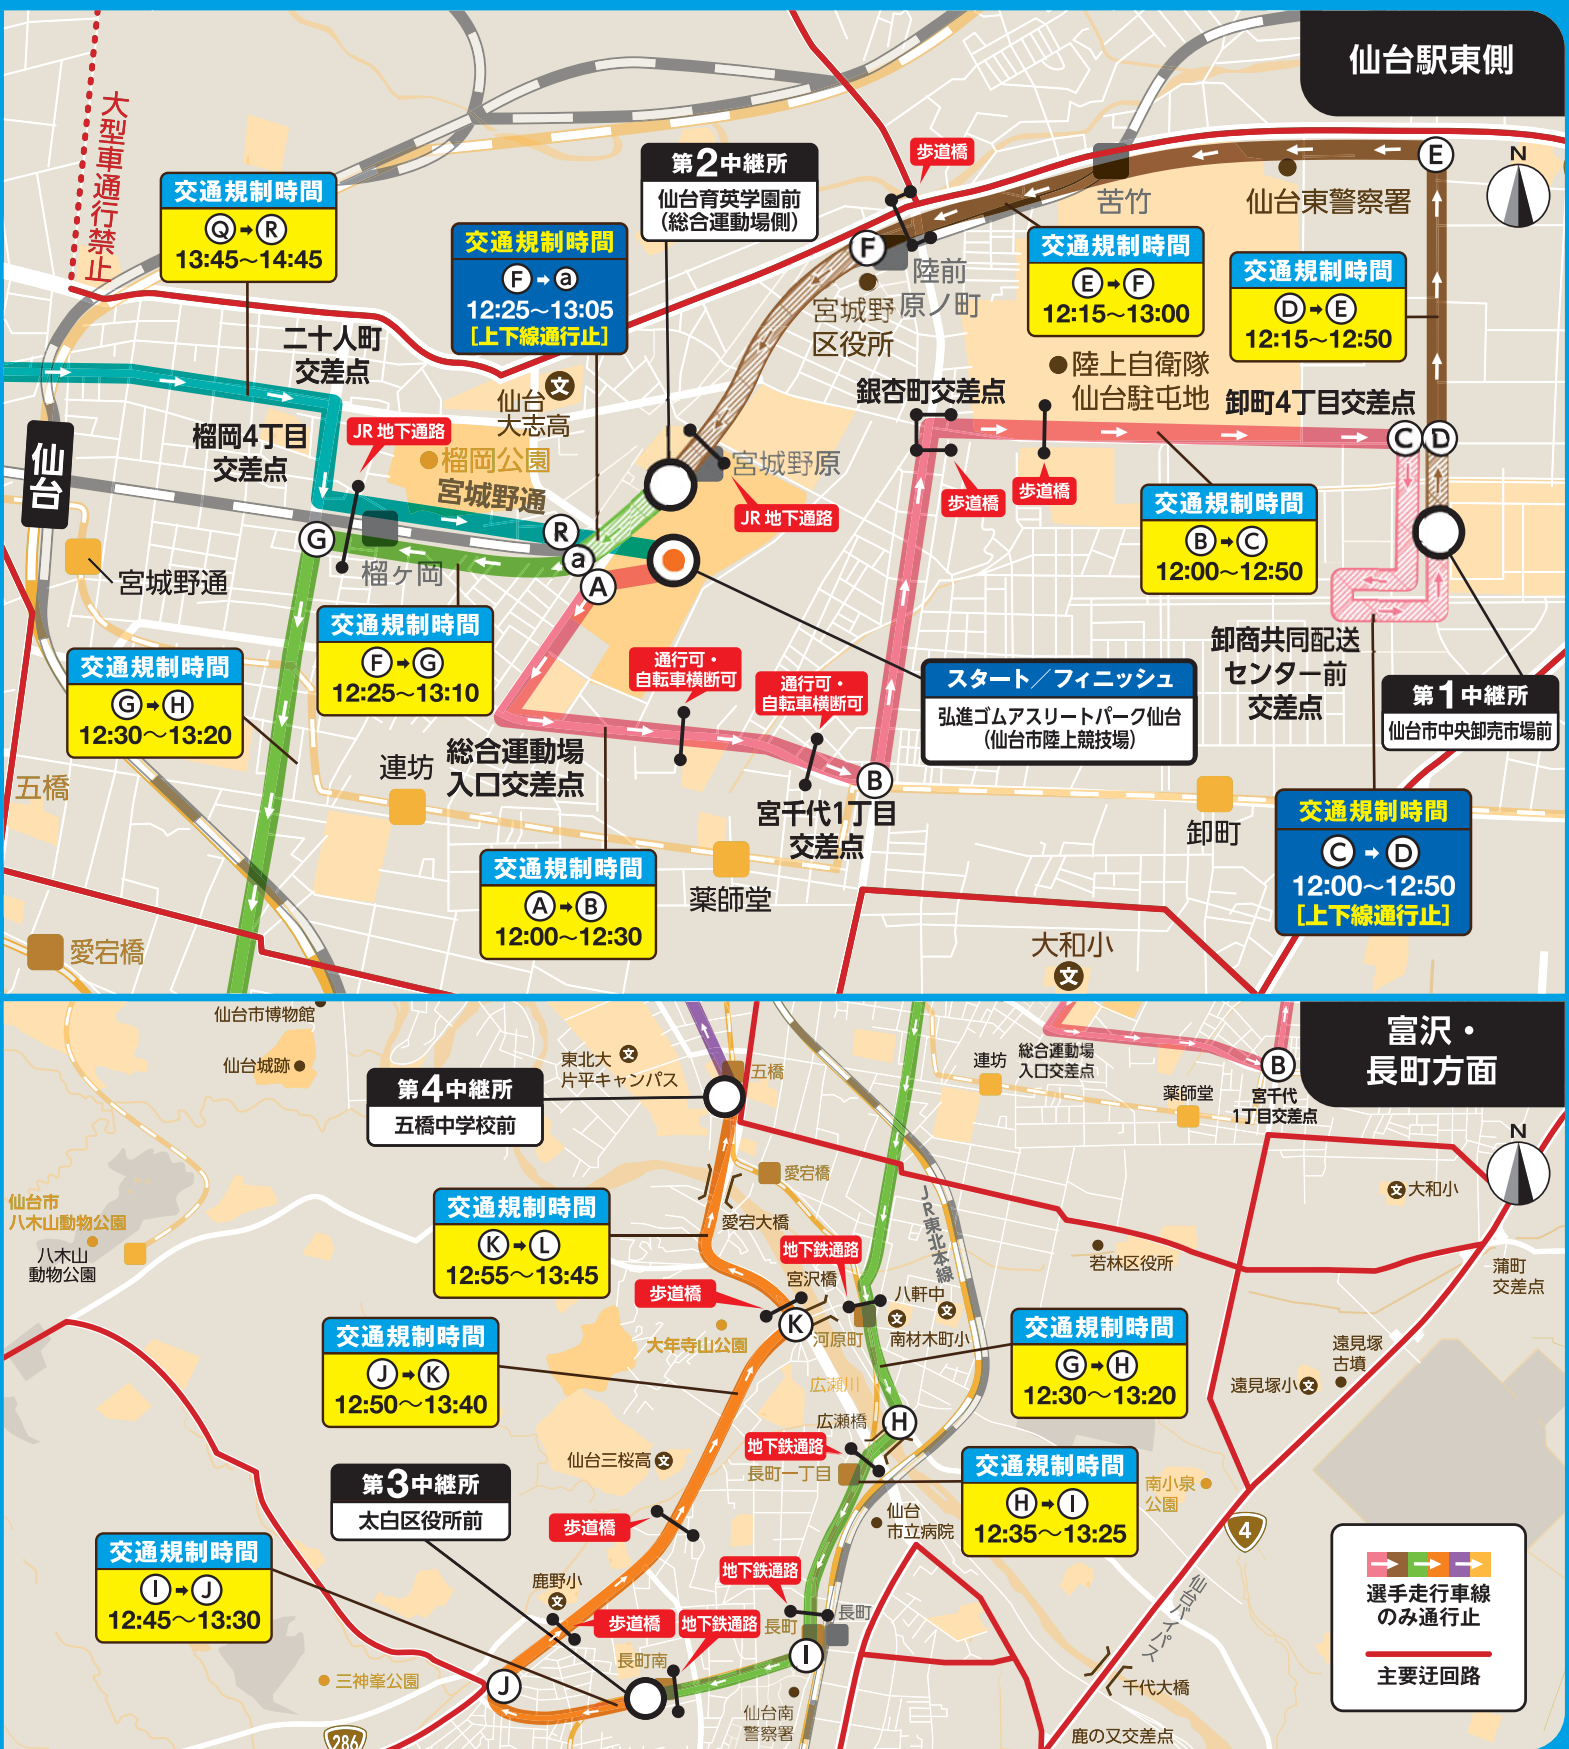 仙台駅東側
大型車通行禁止
交通規制時間
Q→R
13:45〜14:45
第2中継所
仙台育英学園前
（総合運動場側）
交通規制時間
F→a
12:25〜13:05
[上下線通行止]
歩道橋
E
N
苦竹
仙台東警察署
F
陸前
原ノ町
宮城野
区役所
交通規制時間
E→F
12:15〜13:00
交通規制時間
D→E
12:15〜12:50
二十人町
交差点
仙台
大志高
文
陸上自衛隊
仙台駐屯地
銀杏町交差点
卸町4丁目交差点
仙台
榴岡4丁目
交差点
JR 地下通路
榴岡公園
宮城野通
宮城野原
JR 地下通路
歩道橋
歩道橋
C
D
交通規制時間
B→C
12:00〜12:50
G
R
a
A
榴ヶ岡
宮城野通
交通規制時間
F→G
12:25〜13:10
交通規制時間
G→H
12:30〜13:20
通行可・
自転車横断可
通行可・
自転車横断可
スタート／フィニッシュ
弘進ゴムアスリートパーク仙台
（仙台市陸上競技場）
卸商共同配送
センター前
交差点
第1中継所
仙台市中央卸売市場前
五橋
連坊
総合運動場
入口交差点
B
宮千代1丁目
交差点
卸町
交通規制時間
C→D
12:00〜12:50
[上下線通行止]
交通規制時間
A→B
12:00〜12:30
薬師堂
愛宕橋
大和小
文
富沢・
長町方面
仙台市博物館
仙台城跡
東北大
片平キャンパス
文
五橋
第4中継所
五橋中学校前
連坊
総合運動場
入口交差点
薬師堂
B
宮千代
1丁目交差点
N
仙台市
八木山動物公園
八木山
動物公園
愛宕橋
愛宕大橋
JR東北本線
文
大和小
若林区役所
蒲町
交差点
交通規制時間
K→L
12:55〜13:45
地下鉄通路
宮沢橋
歩道橋
八軒中
文
文
K
河原町
南材木町小
大年寺山公園
交通規制時間
J→K
12:50〜13:40
交通規制時間
G→H
12:30〜13:20
遠見塚
古墳
遠見塚小
文
広瀬川
広瀬橋
H
地下鉄通路
長町一丁目
仙台三桜高
文
第3中継所
太白区役所前
交通規制時間
H→I
12:35〜13:25
南小泉
公園
仙台
市立病院
4
歩道橋
交通規制時間
I→J
12:45〜13:30
鹿野小
文
地下鉄通路
歩道橋
地下鉄通路
長町
長町
長町南
I
J
三神峯公園
仙台南
警察署
286
仙台バイパス
千代大橋
鹿の又交差点
選手走行車線
のみ通行止
主要迂回路